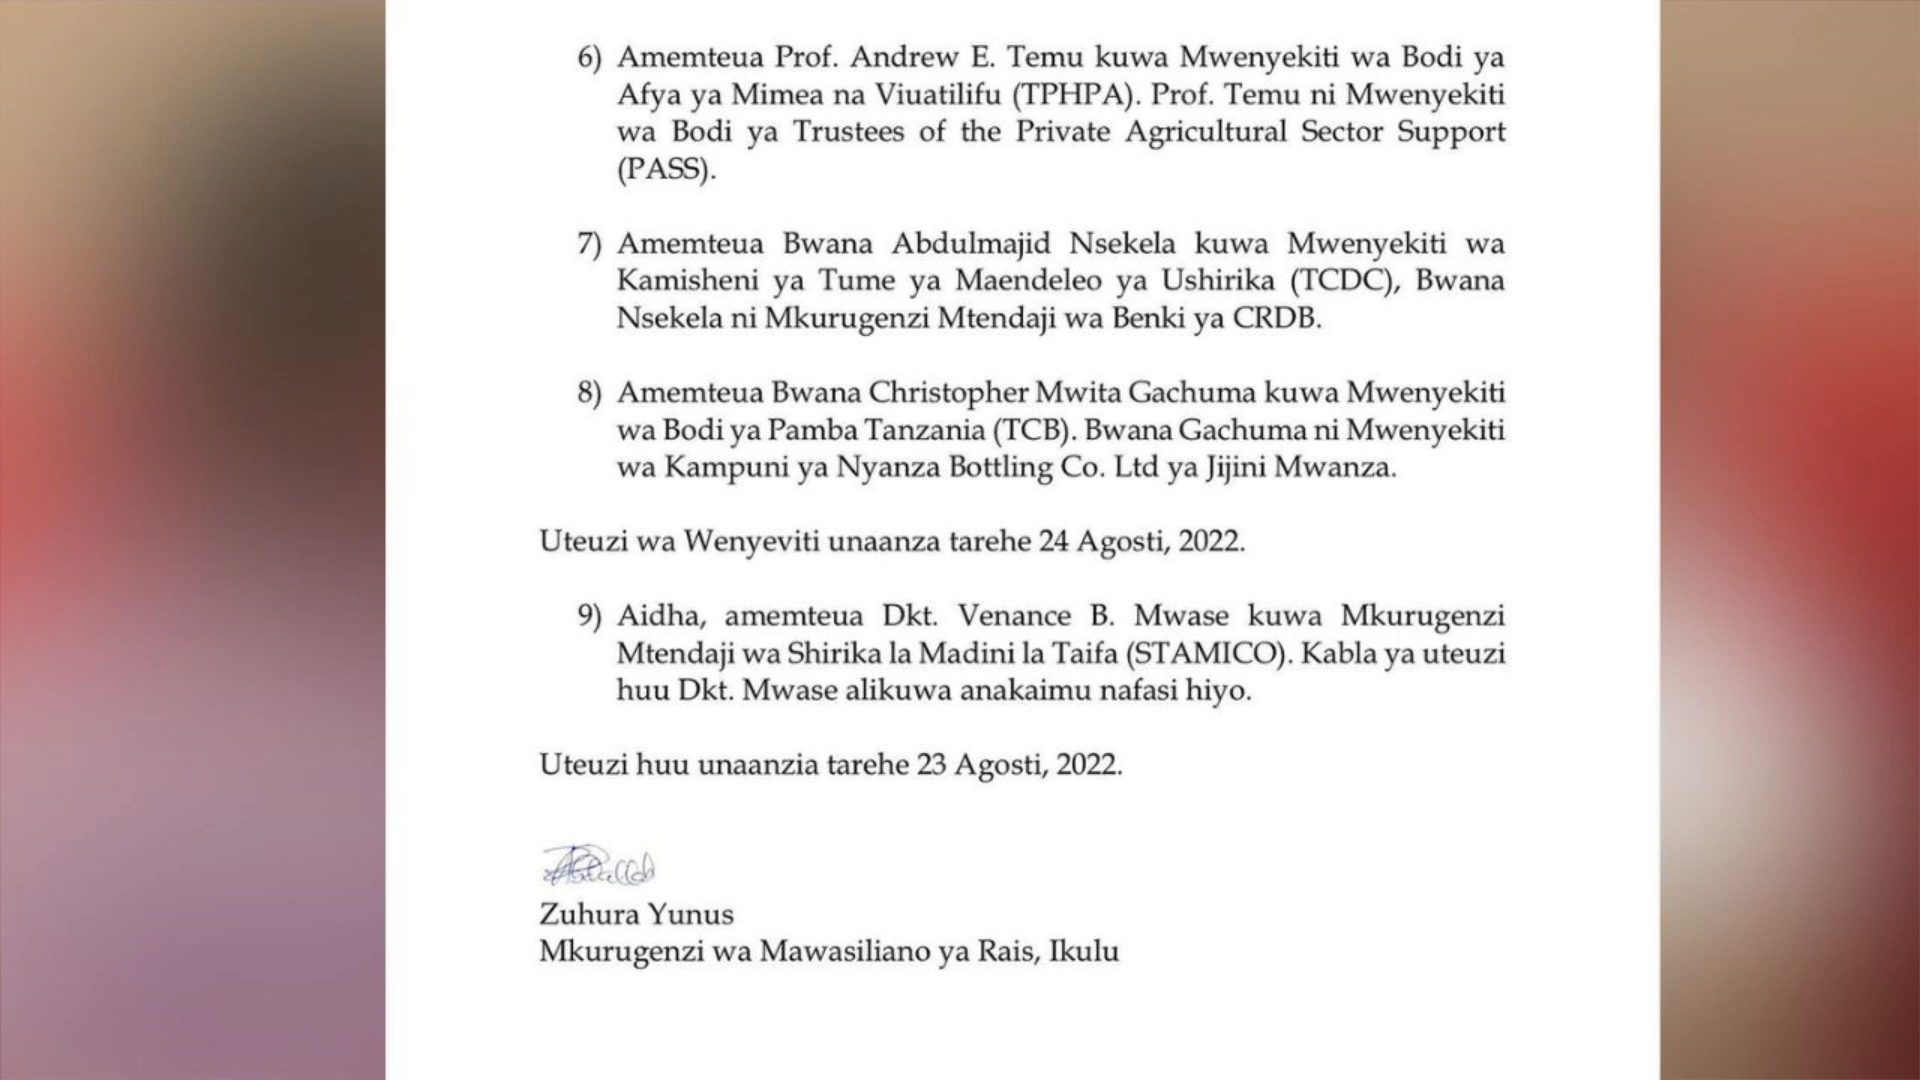 6) Amemteua Prof. Andrew E. Temu kuwa Mwenyekiti wa Bodi ya
Afya ya Mimea na Viuatilifu (TPHPA). Prof. Temu ni Mwenyekiti
wa Bodi ya Trustees of the Private Agricultural Sector Support
(PASS).
7) Amemteua Bwana Abdulmajid Nsekela kuwa Mwenyekiti wa
Kamisheni ya Tume ya Maendeleo ya Ushirika (TCDC), Bwana
Nsekela ni Mkurugenzi Mtendaji wa Benki ya CRDB.
8) Amemteua Bwana Christopher Mwita Gachuma kuwa Mwenyekiti
wa Bodi ya Pamba Tanzania (TCB). Bwana Gachuma ni Mwenyekiti
wa Kampuni ya Nyanza Bottling Co. Ltd ya Jijini Mwanza.
Uteuzi wa Wenyeviti unaanza tarehe 24 Agosti, 2022.
9) Aidha, amemteua Dkt. Venance B. Mwase kuwa Mkurugenzi
Mtendaji wa Shirika la Madini la Taifa (STAMICO). Kabla ya uteuzi
huu Dkt. Mwase alikuwa anakaimu nafasi hiyo.
Uteuzi huu unaanzia tarehe 23 Agosti, 2022.
Zuhura Yunus
Mkurugenzi wa Mawasiliano ya Rais, Ikulu